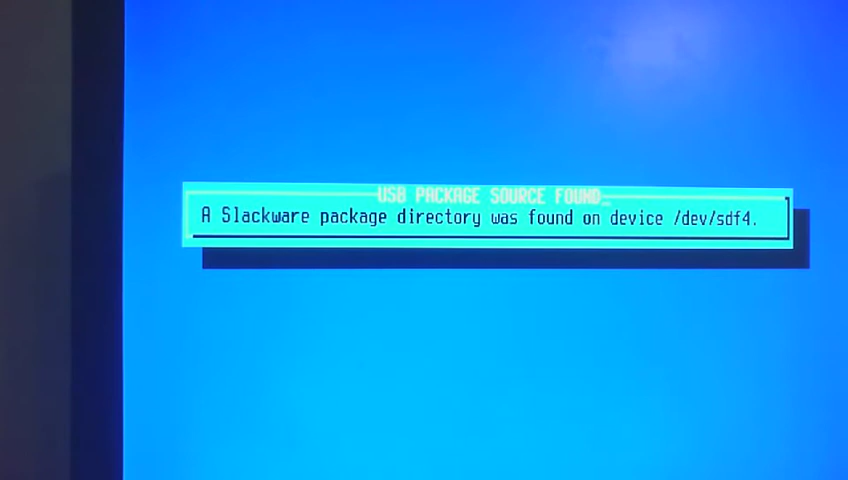 USB PACKAGE SOURCE FOUND
A Slackware package directory was found on device /dev/sdf4.